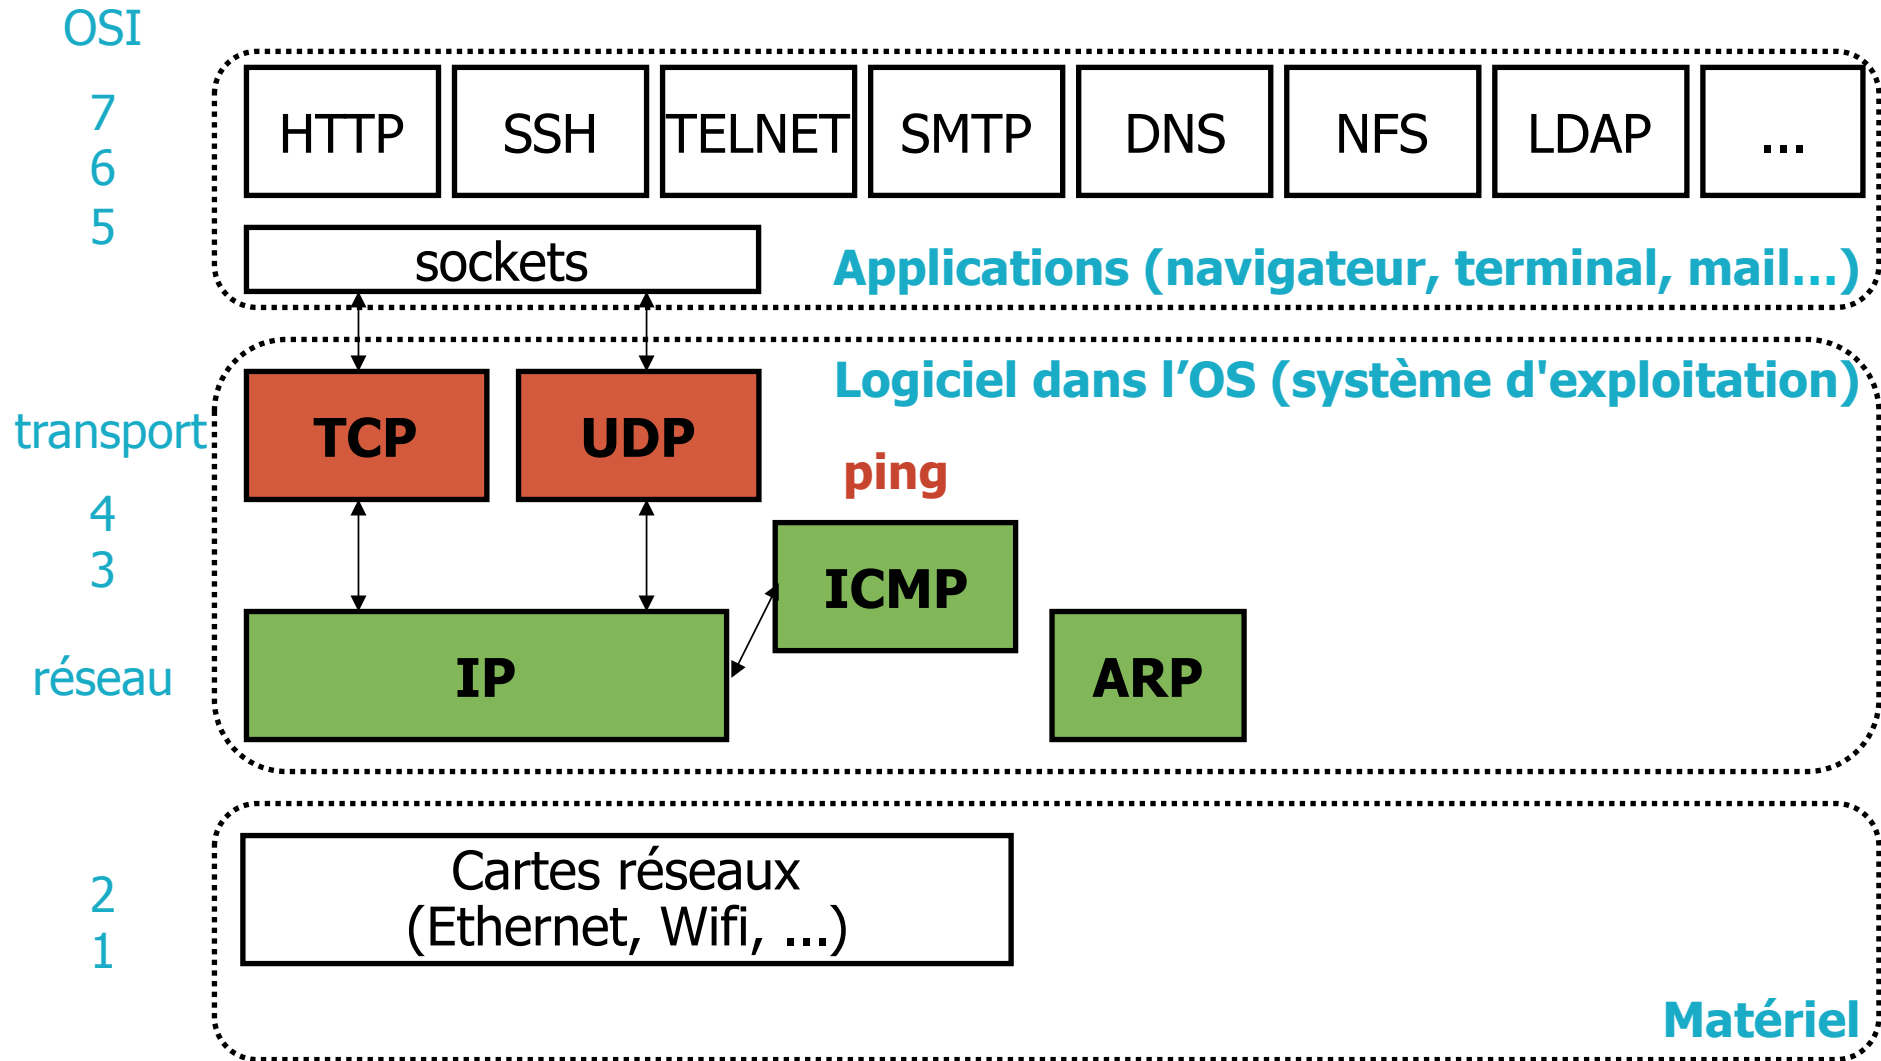 OSI
7
6
5
HTTP
SSH
TELNET
SMTP
DNS
NFS
LDAP
...
sockets
Applications (navigateur, terminal, mail...)
Logiciel dans l’OS (système d'exploitation)
transport
TCP
UDP
ping
4
3
ICMP
réseau
IP
ARP
2
1
Cartes réseaux
(Ethernet, Wifi, ...)
Matériel